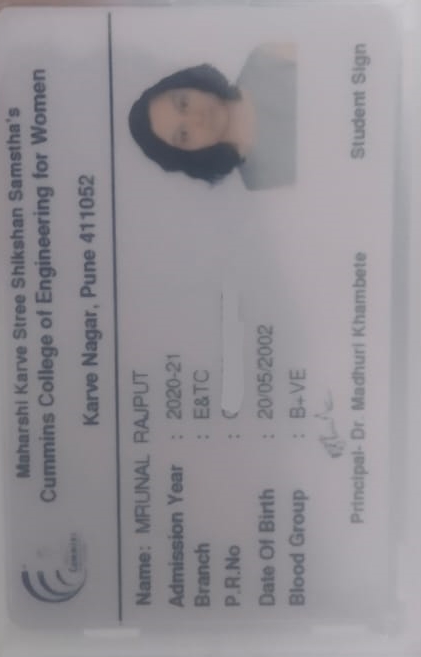 Maharshi Karve Stree Shikshan Samstha's
Cummins College of Engineering for Women
Karve Nagar, Pune 411052
Name: MRUNAL RAJPUT
Admission Year : 2020-21
Branch : E&TC
P.R.No :
Date Of Birth : 20/05/2002
Blood Group : B+VE
Principal- Dr. Madhuri Khambete
Student Sign